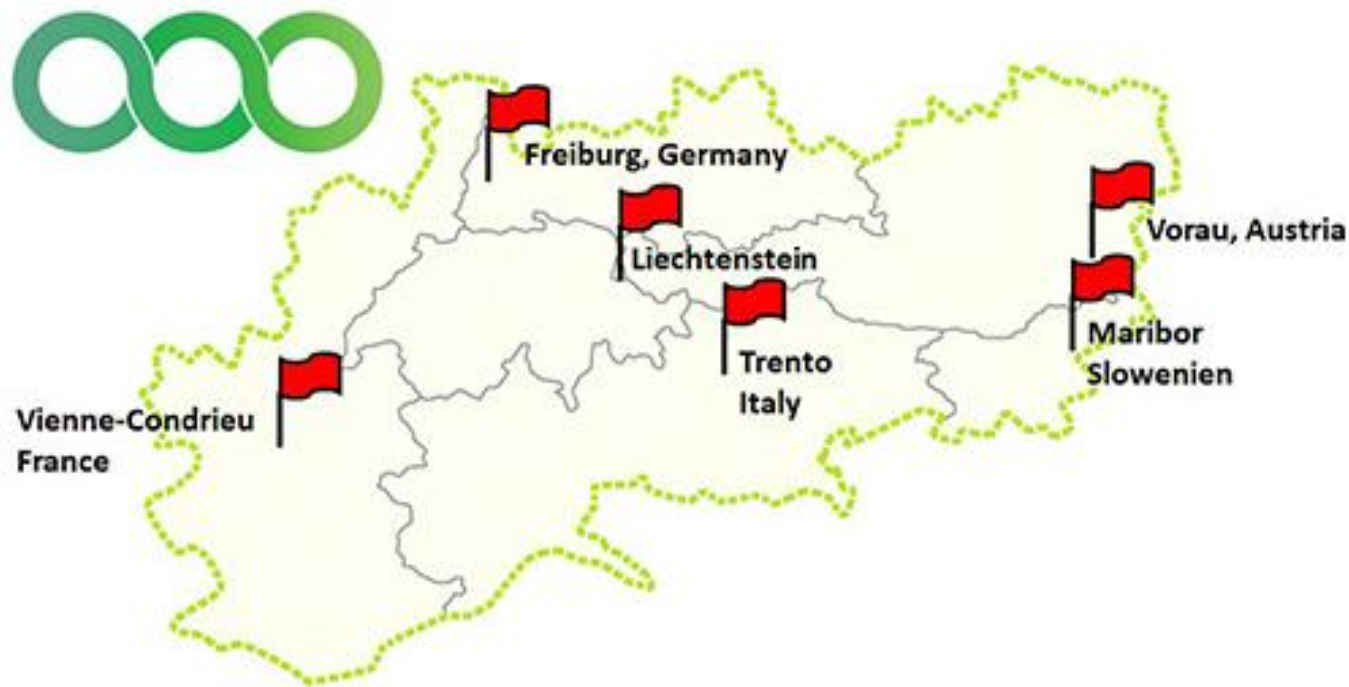 Freiburg, Germany
Vorau, Austria
Liechtenstein
Maribor
Slowenien
Trento
Italy
Vienne-Condrieu
France